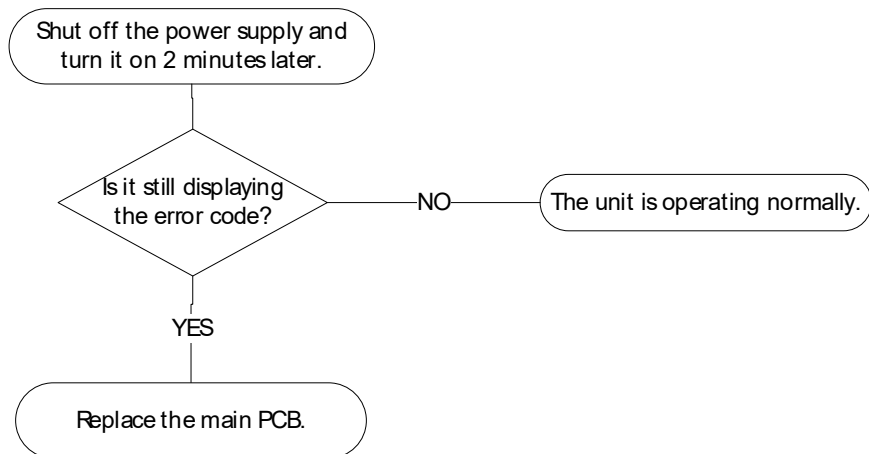 Shut off the power supply and
turn it on 2 minutes later.
Is it still displaying
the error code?
NO
The unit is operating normally.
YES
Replace the main PCB.